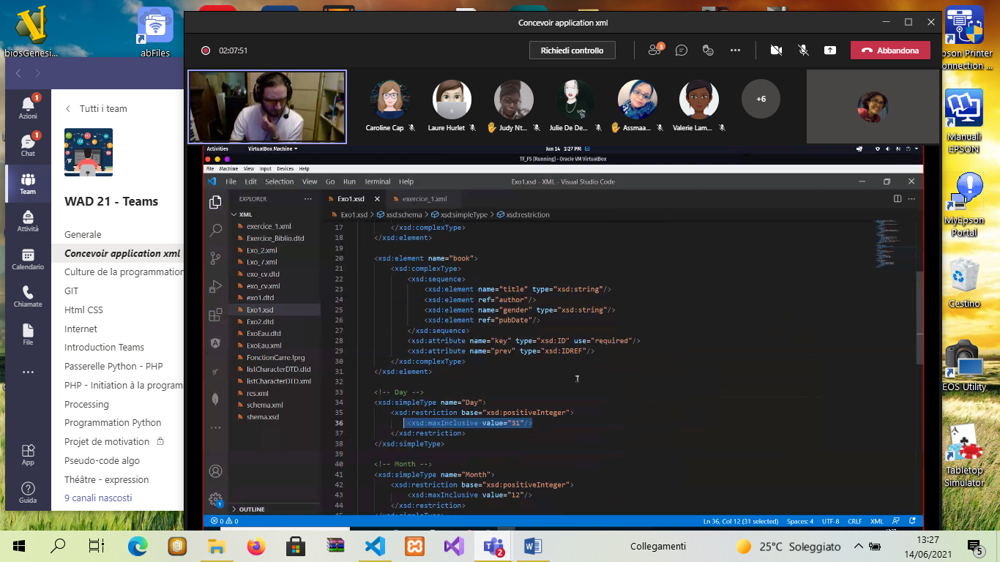 biosGenesi...
abFiles
Concevoir application xml
02:07:51
Richiedi controllo
3
Abbandona
Caroline Cap
Laure Hurlet
Judy Nt...
Julie De De...
Assmaa...
Valerie Lam...
+6
pson Printer
onnection ...
Manuali
EPSON
MyEpson
Portal
Cestino
EOS Utility
Tabletop
Simulator
1
Azioni
1
Chat
Team
Attività
Calendario
Chiamate
File
App
Guida
Tutti i team
WAD 21 - Teams
Generale
Concevoir application xml
Culture de la programmation
GIT
Html CSS
Internet
Introduction Teams
Passerelle Python - PHP
PHP - Initiation à la program
Processing
Programmation Python
Projet de motivation
Pseudo-code algo
Théâtre - expression
9 canali nascosti
Activities
VirtualBox Machine
Jun 14 1:27 PM
TF_FS [Running] - Oracle VM VirtualBox
File Machine View Input Devices Help
File Edit Selection View Go Run Terminal Help
Exo1.xsd - XML - Visual Studio Code
EXPLORER
XML
exercice_1.xml
Exercice_Biblio.dtd
Exo_2.xml
Exo_7.xml
exo_cv.dtd
exo_cv.xml
exo1.dtd
Exo1.xsd
Exo2.dtd
ExoEau.dtd
ExoEau.xml
FonctionCarre.!prg
listCharacterDTD.dtd
listCharacterDTD.xml
res.xml
schema.xml
shema.xsd
OUTLINE
Exo1.xsd
exercice_1.xml
Exo1.xsd > xsd:schema > xsd:simpleType > xsd:restriction
17 </xsd:complexType>
18 </xsd:element>
19
20 <xsd:element name="book">
21 <xsd:complexType>
22 <xsd:sequence>
23 <xsd:element name="title" type="xsd:string"/>
24 <xsd:element ref="author"/>
25 <xsd:element name="gender" type="xsd:string"/>
26 <xsd:element ref="pubDate"/>
27 </xsd:sequence>
28 <xsd:attribute name="key" type="xsd:ID" use="required"/>
29 <xsd:attribute name="prev" type="xsd:IDREF"/>
30 </xsd:complexType>
31 </xsd:element>
32
33 <!-- Day -->
34 <xsd:simpleType name="Day">
35 <xsd:restriction base="xsd:positiveInteger">
36 <xsd:maxInclusive value="31"/>
37 </xsd:restriction>
38 </xsd:simpleType>
39
40 <!-- Month -->
41 <xsd:simpleType name="Month">
42 <xsd:restriction base="xsd:positiveInteger">
43 <xsd:maxInclusive value="12"/>
44 </xsd:restriction>
1
0 0
Ln 36, Col 12 (31 selected)
Spaces: 4
UTF-8
CRLF
XML
2
Collegamenti
25°C Soleggiato
13:27
14/06/2021
5